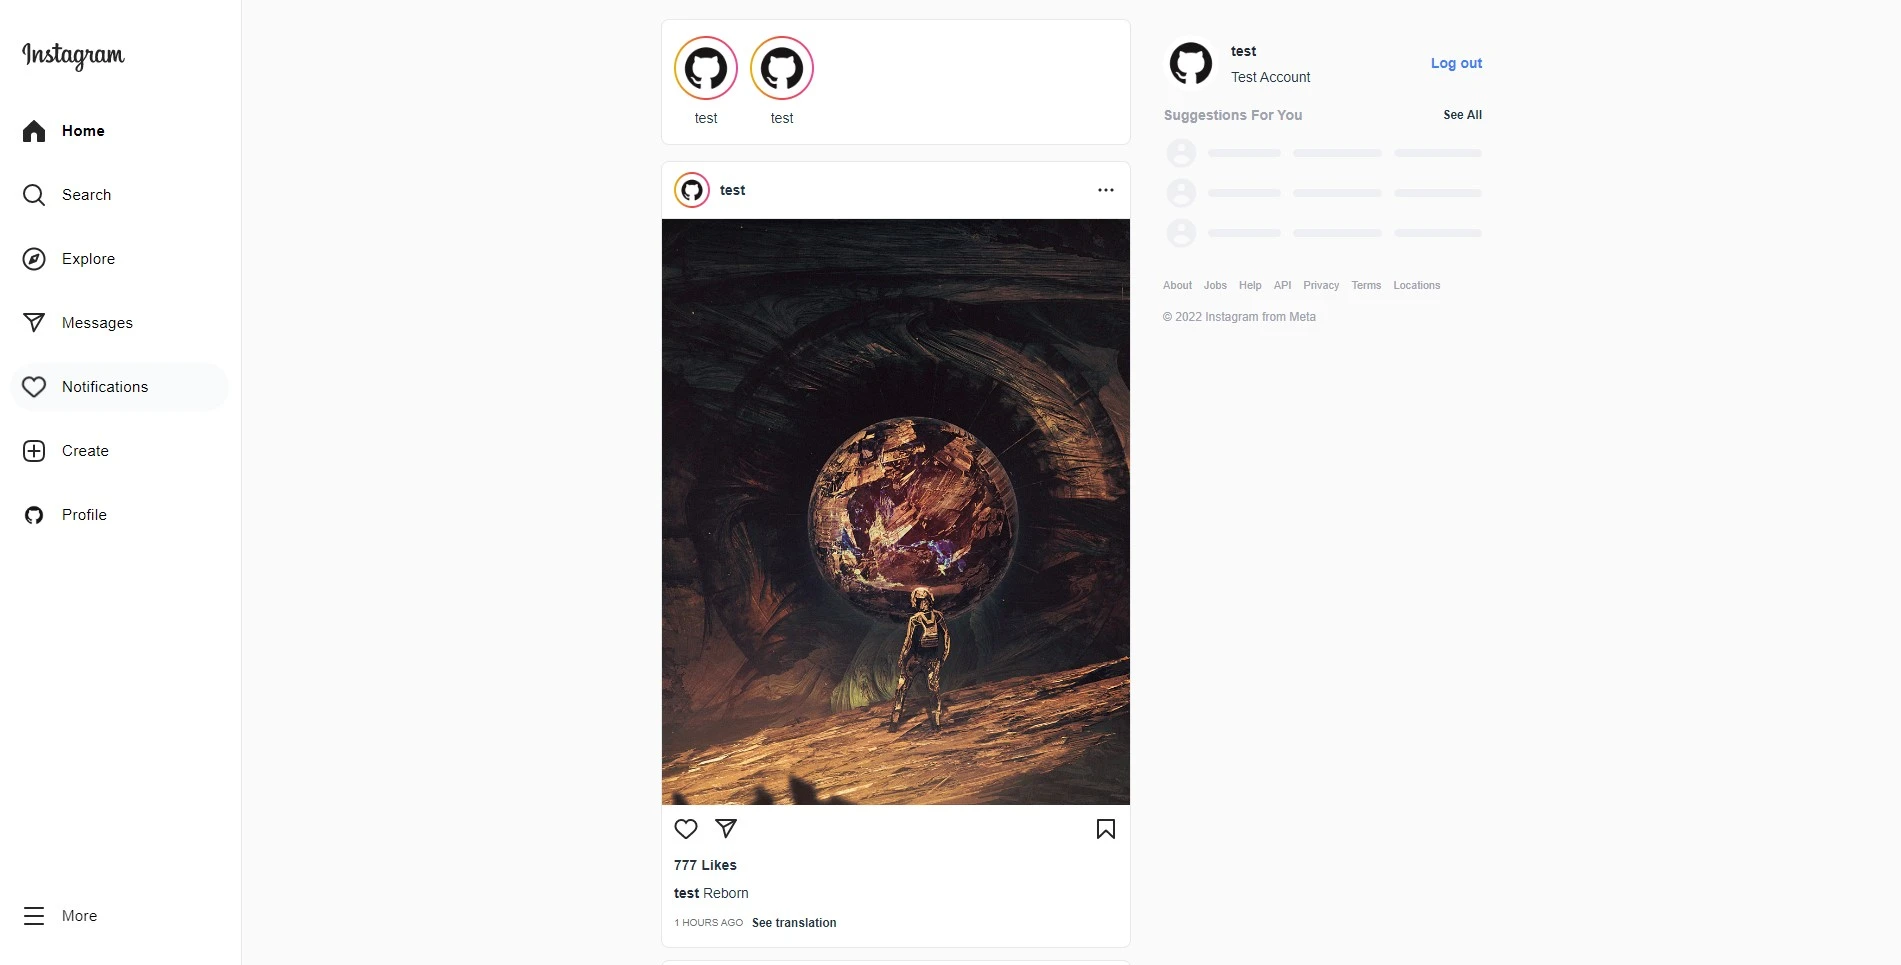 Instagram
Home
Search
Explore
Messages
Notifications
Create
Profile
More
test test
test
777 Likes
test Reborn
1 HOURS AGO See translation
test
Test Account
Log out
Suggestions For You See All
About Jobs Help API Privacy Terms Locations
© 2022 Instagram from Meta